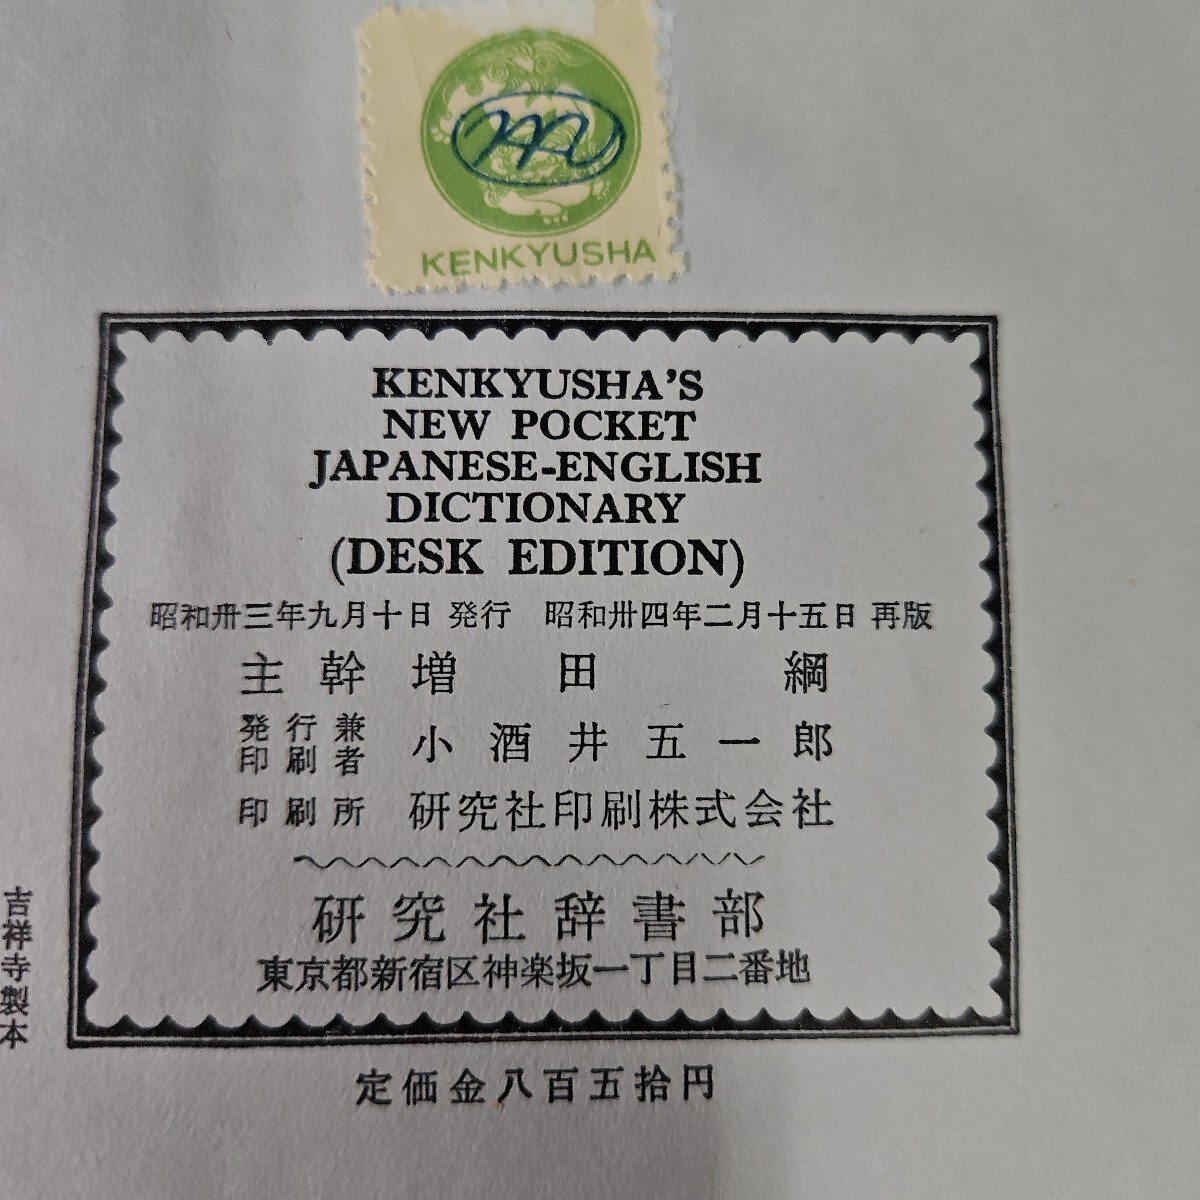 KENKYUSHA
KENKYUSHA'S
NEW POCKET
JAPANESE-ENGLISH
DICTIONARY
(DESK EDITION)
昭和卅三年九月十日 発行 昭和卅四年二月十五日 再版
主幹 増田 綱
発行兼
印刷者 小酒井五一郎
印刷所 研究社印刷株式会社
研究社辞書部
東京都新宿区神楽坂一丁目二番地
定価金八百五拾円
吉祥寺製本